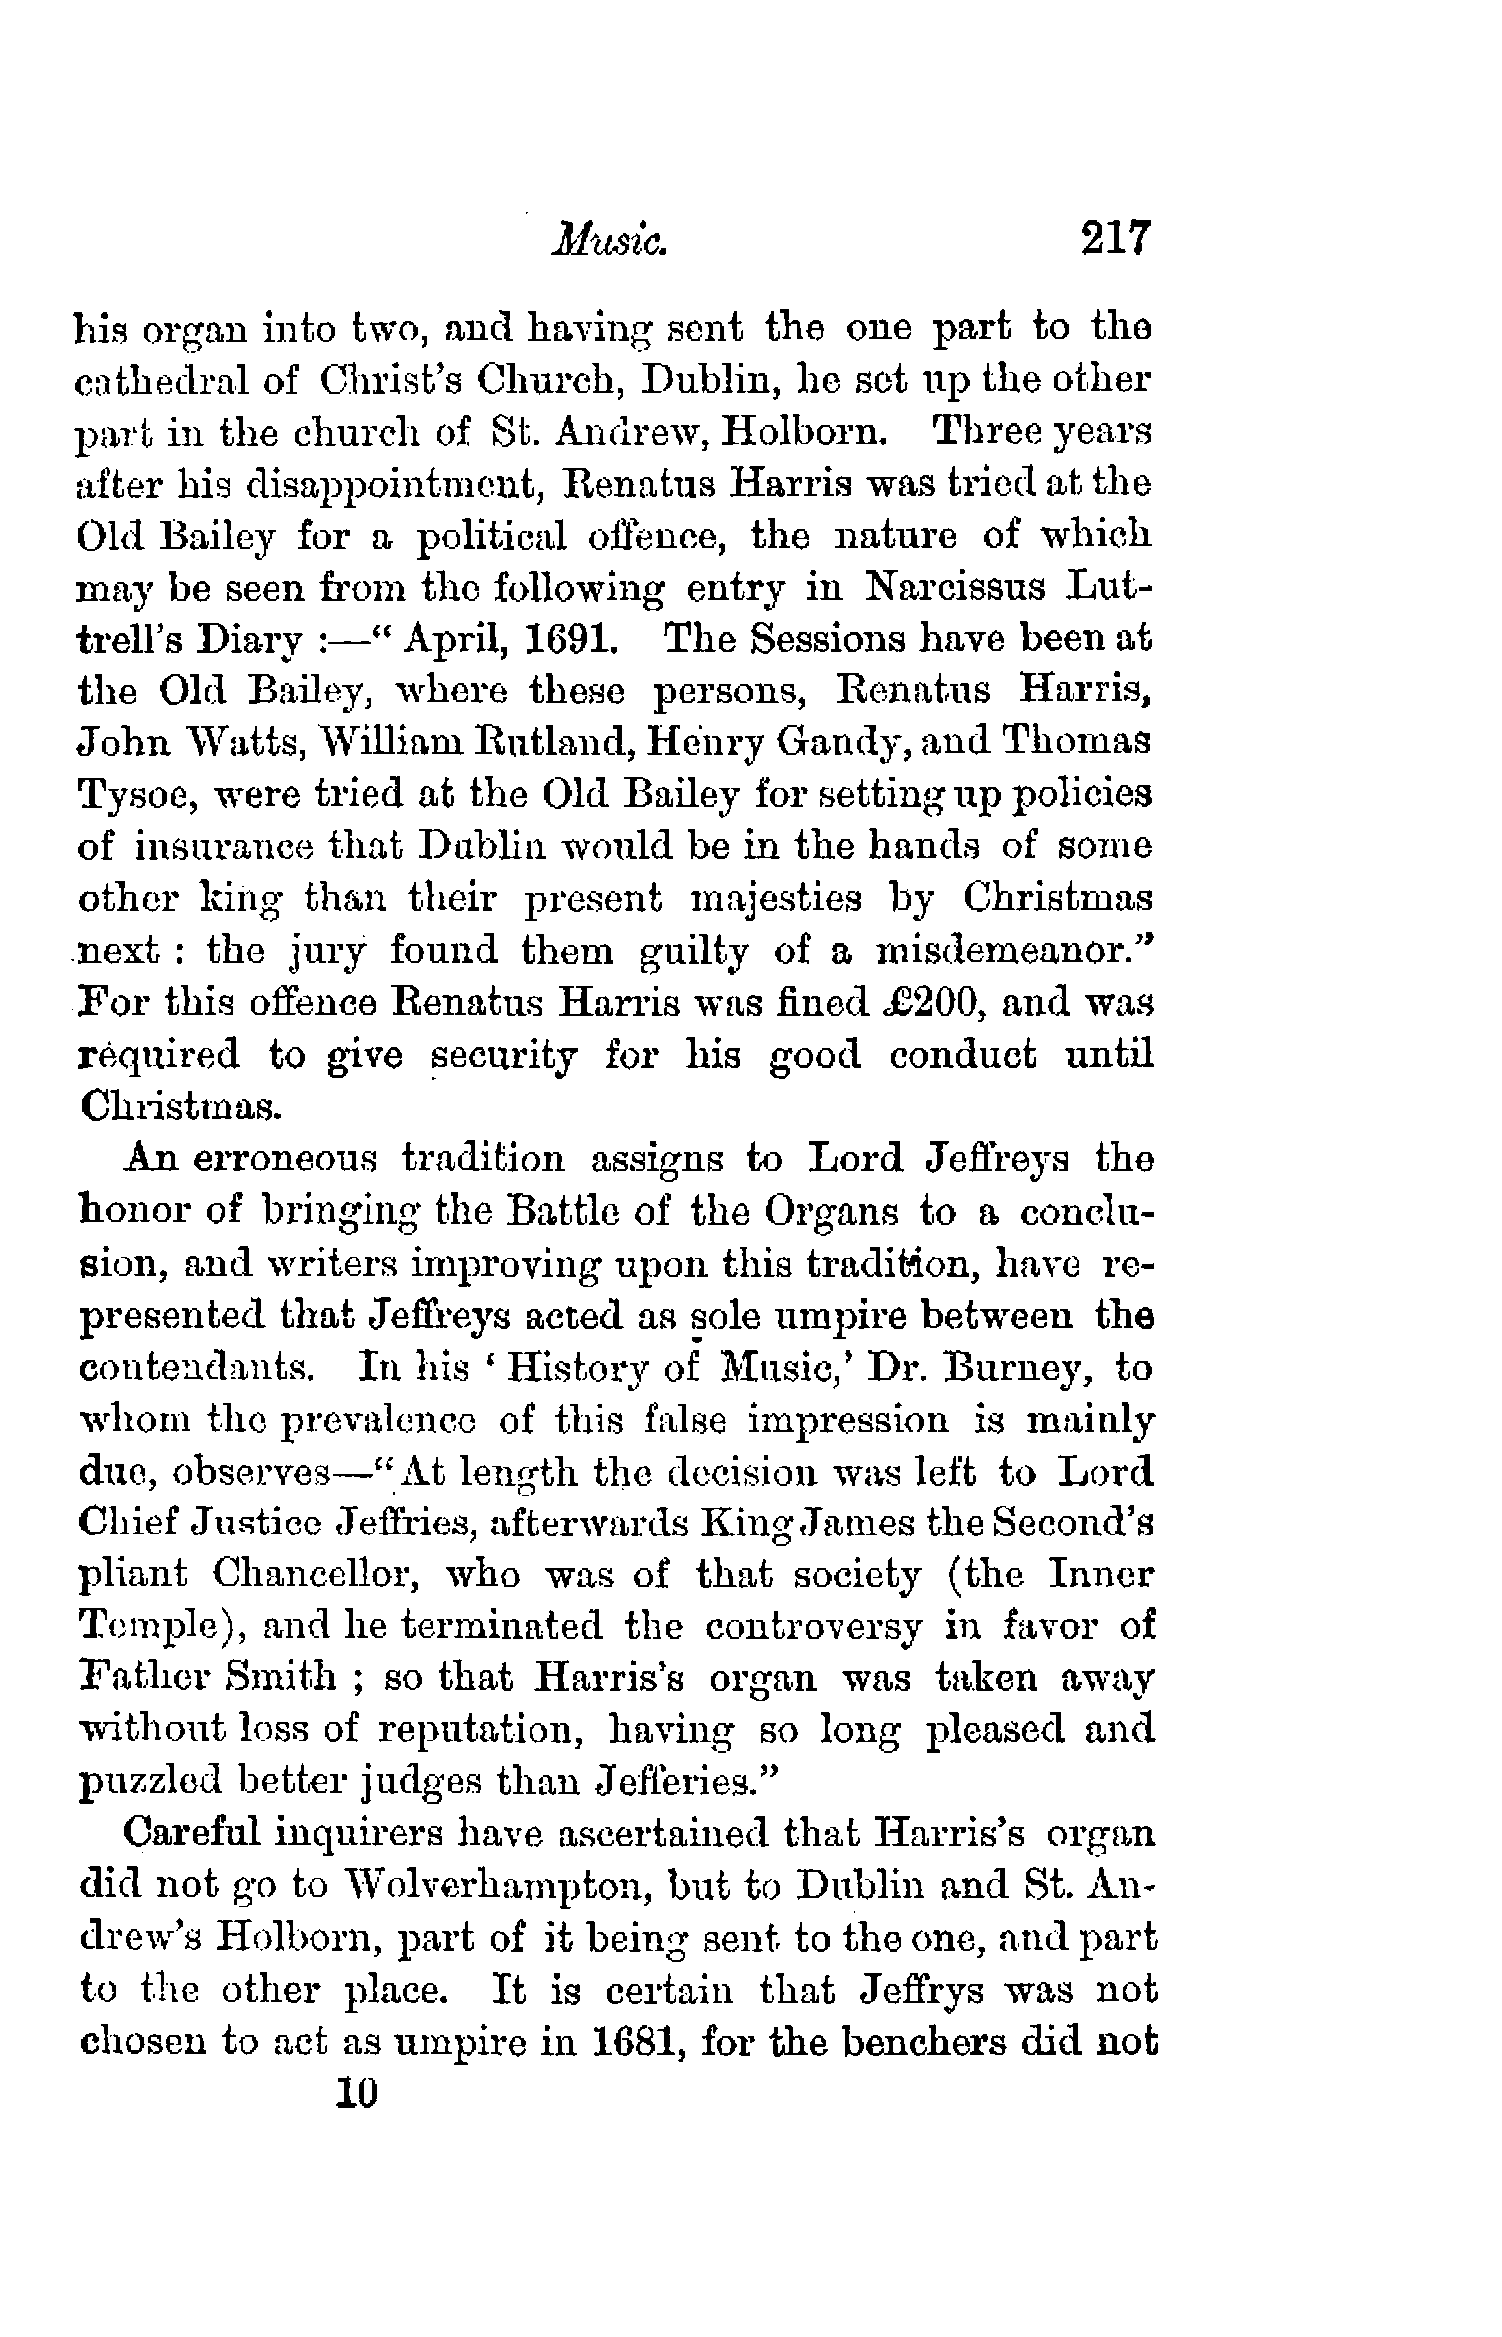 Music. 217
his organ into two, and having sent the one part to the
cathedral of Christ's Church, Dublin, he set up the other
part in the church of St. Andrew, Holborn. Three years
after his disappointment, Renatus Harris was tried at the
Old Bailey for a political offence, the nature of which
may be seen from the following entry in Narcissus Lut-
trell's Diary :—" April, 1691. The Sessions have been at
the Old Bailey, where these persons, Renatus Harris,
John Watts, William Rutland, Henry Gandy, and Thomas
Tysoe, were tried at the Old Bailey for setting up policies
of insurance that Dublin would be in the hands of some
other king than their present majesties by Christmas
next : the jury found them guilty of a misdemeanor."
For this offence Renatus Harris was fined £200, and was
required to give security for his good conduct until
Christmas.
An erroneous tradition assigns to Lord Jeffreys the
honor of bringing the Battle of the Organs to a conclu-
sion, and writers improving upon this tradition, have re-
presented that Jeffreys acted as sole umpire between the
contendants. In his ' History of Music,' Dr. Burney, to
whom the prevalence of this false impression is mainly
due, observes—"At length the decision was left to Lord
Chief Justice Jeffries, afterwards King James the Second's
pliant Chancellor, who was of that society (the Inner
Temple), and he terminated the controversy in favor of
Father Smith ; so that Harris's organ was taken away
without loss of reputation, having so long pleased and
puzzled better judges than Jefferies."
Careful inquirers have ascertained that Harris's organ
did not go to Wolverhampton, but to Dublin and St. An-
drew's Holborn, part of it being sent to the one, and part
to the other place. It is certain that Jeffrys was not
chosen to act as umpire in 1681, for the benchers did not
10